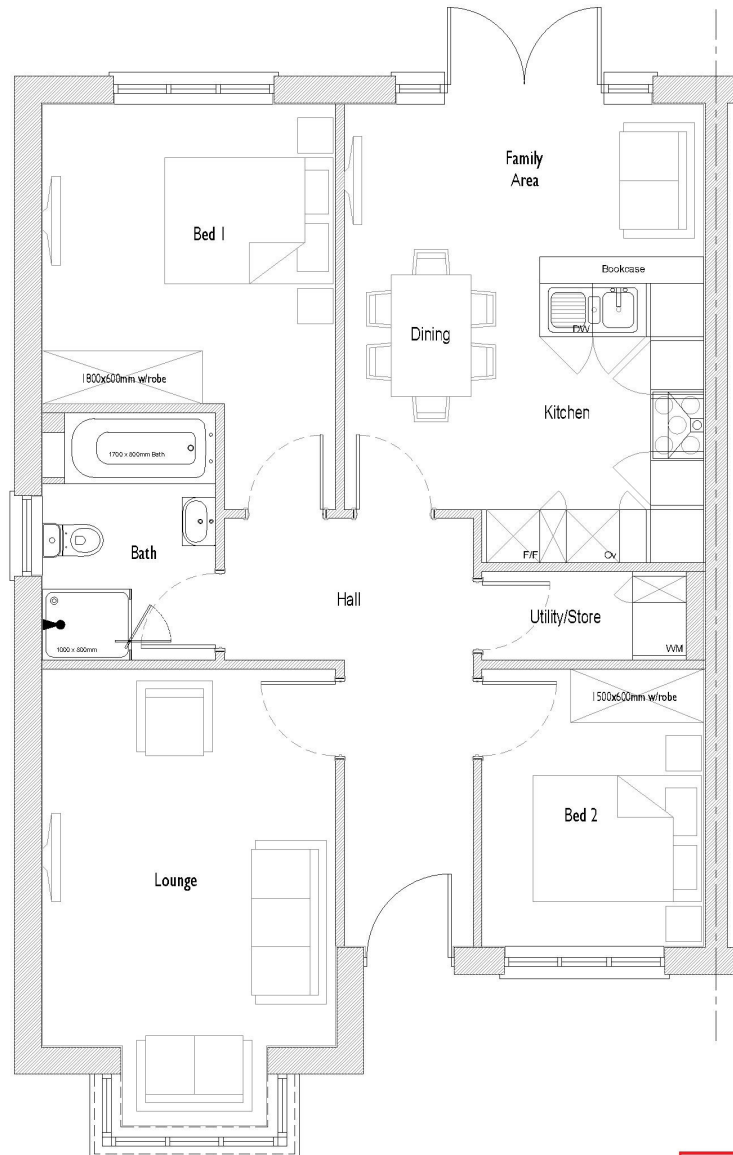 Family
Area
Bed 1
Bookcase
DW
Dining
1800x600mm w/robe
Kitchen
1700 x 800mm Bath
Bath
F/F
Ov
Hall
Utility/Store
WM
1000 x 800mm
1500x600mm w/robe
Bed 2
Lounge